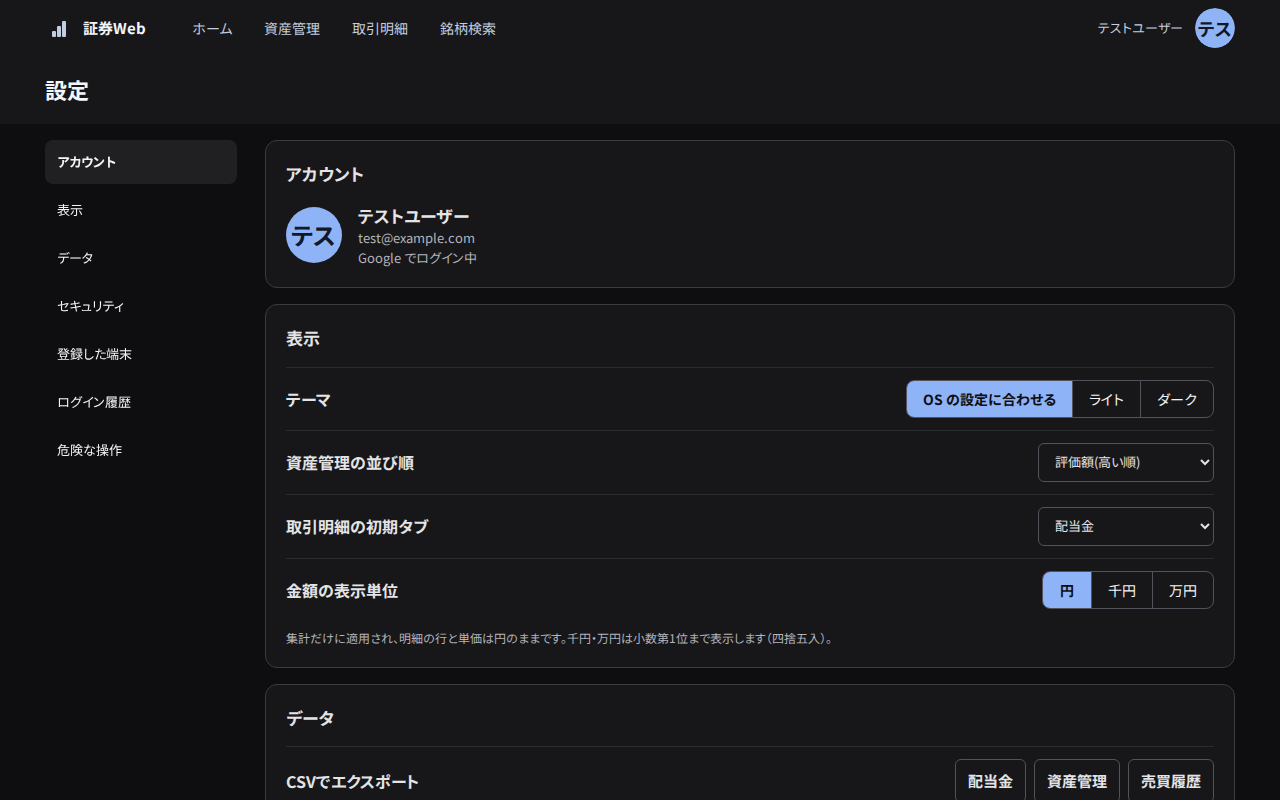 証券Web ホーム 資産管理 取引明細 銘柄検索 テストユーザー テス
設定
アカウント
表示
データ
セキュリティ
登録した端末
ログイン履歴
危険な操作
アカウント
テス
テストユーザー
test@example.com
Google でログイン中
表示
テーマ OS の設定に合わせる ライト ダーク
資産管理の並び順 評価額(高い順)
取引明細の初期タブ 配当金
金額の表示単位 円 千円 万円
集計だけに適用され、明細の行と単価は円のままです。千円・万円は小数第1位まで表示します（四捨五入）。
データ
CSVでエクスポート 配当金 資産管理 売買履歴